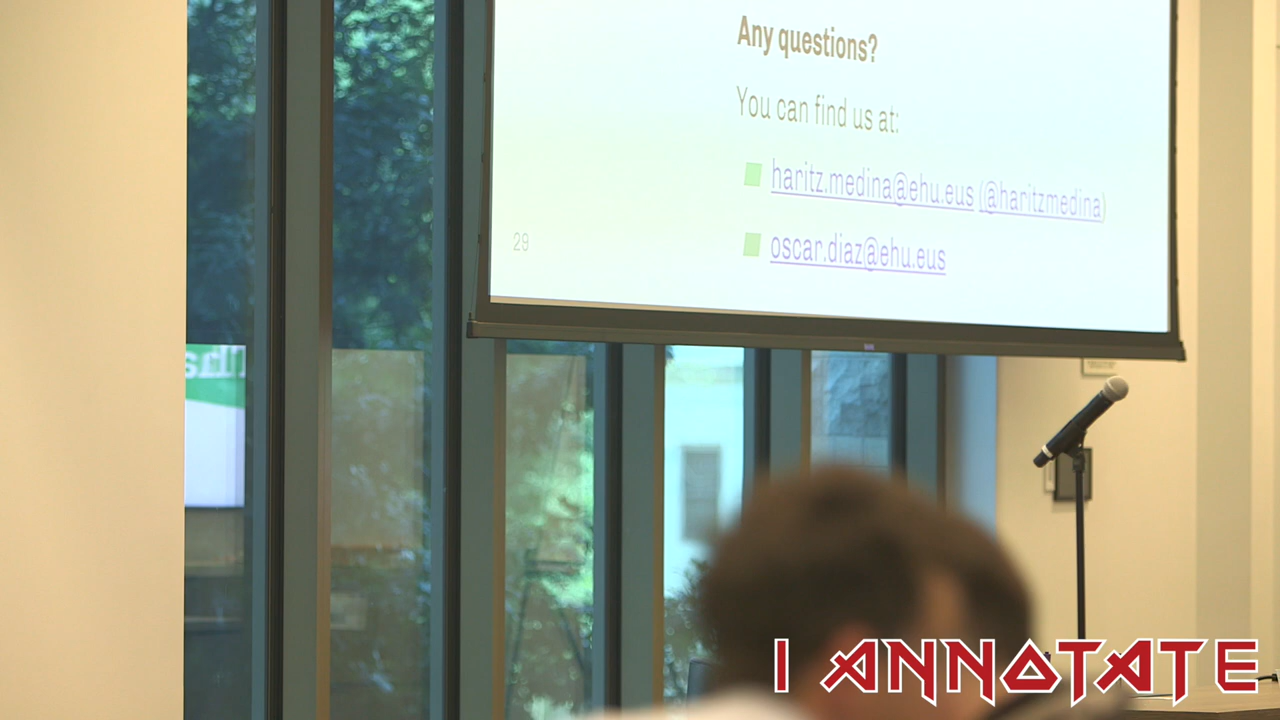 Any questions?
You can find us at:
haritz.medina@ehu.eus (@haritzmedina)
oscar.diaz@ehu.eus
29
I ANNOTATE